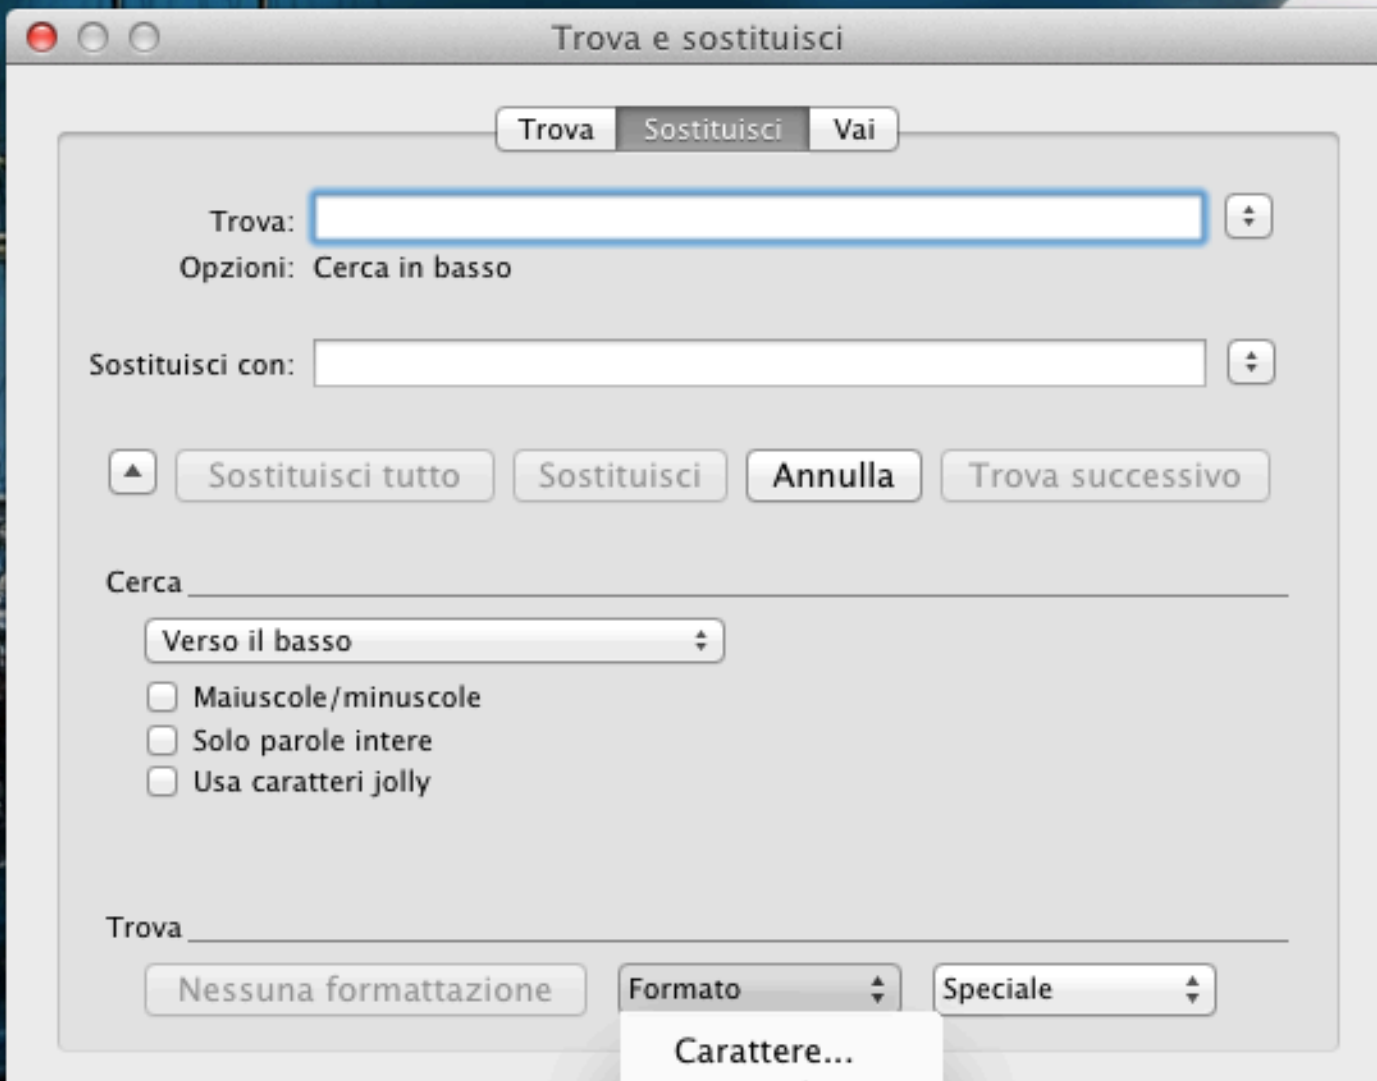 Trova e sostituisci
Trova Sostituisci Vai
Trova:
Opzioni: Cerca in basso
Sostituisci con:
Sostituisci tutto Sostituisci Annulla Trova successivo
Cerca
Verso il basso
Maiuscole/minuscole
Solo parole intere
Usa caratteri jolly
Trova
Nessuna formattazione Formato Speciale
Carattere...